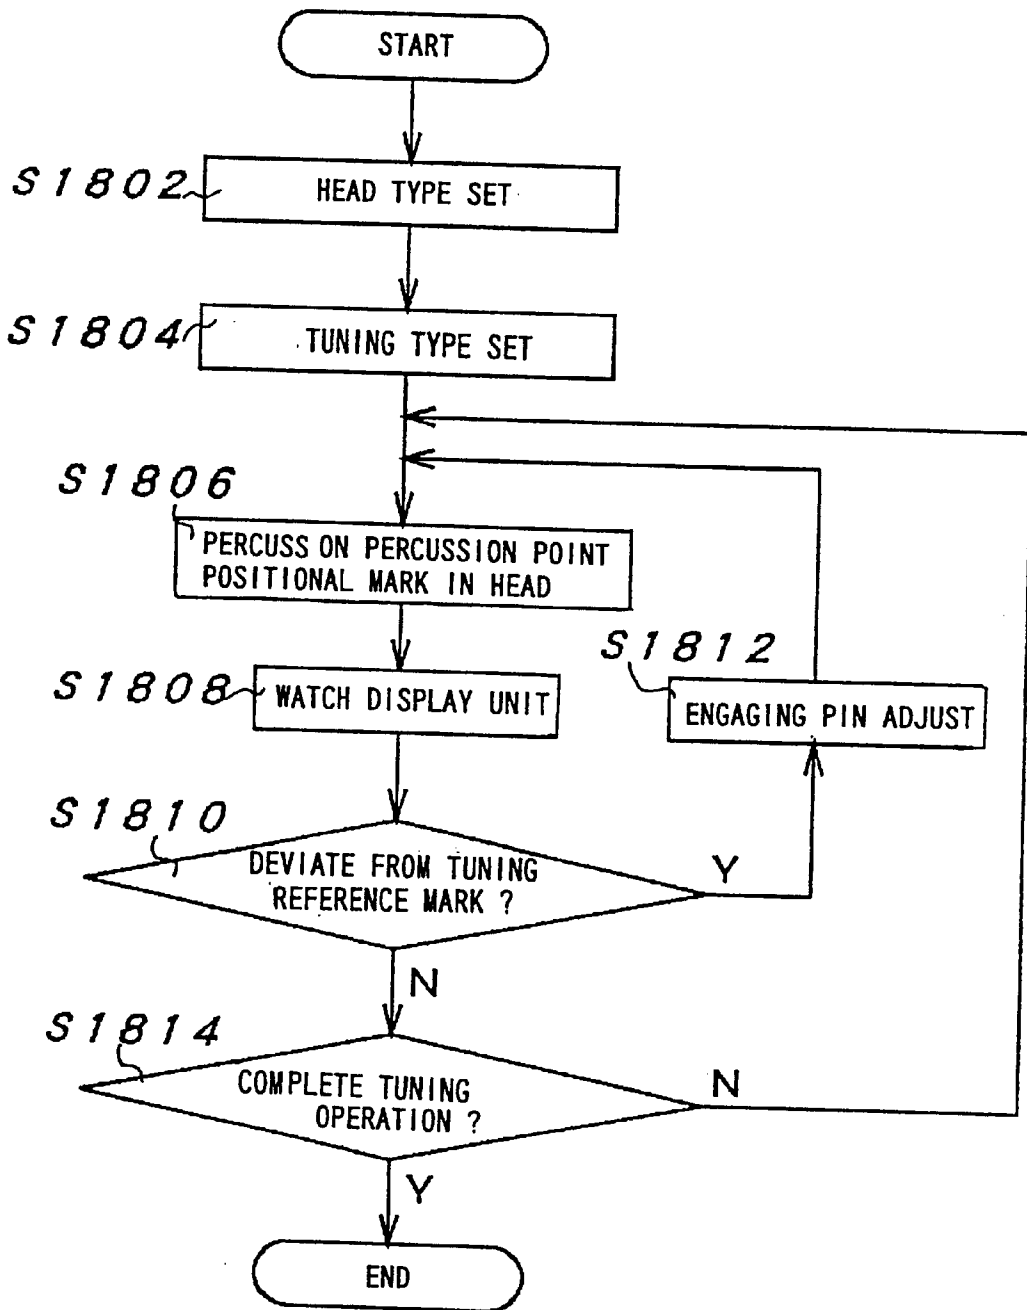 START
S1802
HEAD TYPE SET
S1804
TUNING TYPE SET
S1806
PERCUSS ON PERCUSSION POINT
POSITIONAL MARK IN HEAD
S1812
S1808
WATCH DISPLAY UNIT
ENGAGING PIN ADJUST
S1810
DEVIATE FROM TUNING
REFERENCE MARK ?
Y
N
S1814
COMPLETE TUNING
OPERATION ?
N
Y
END